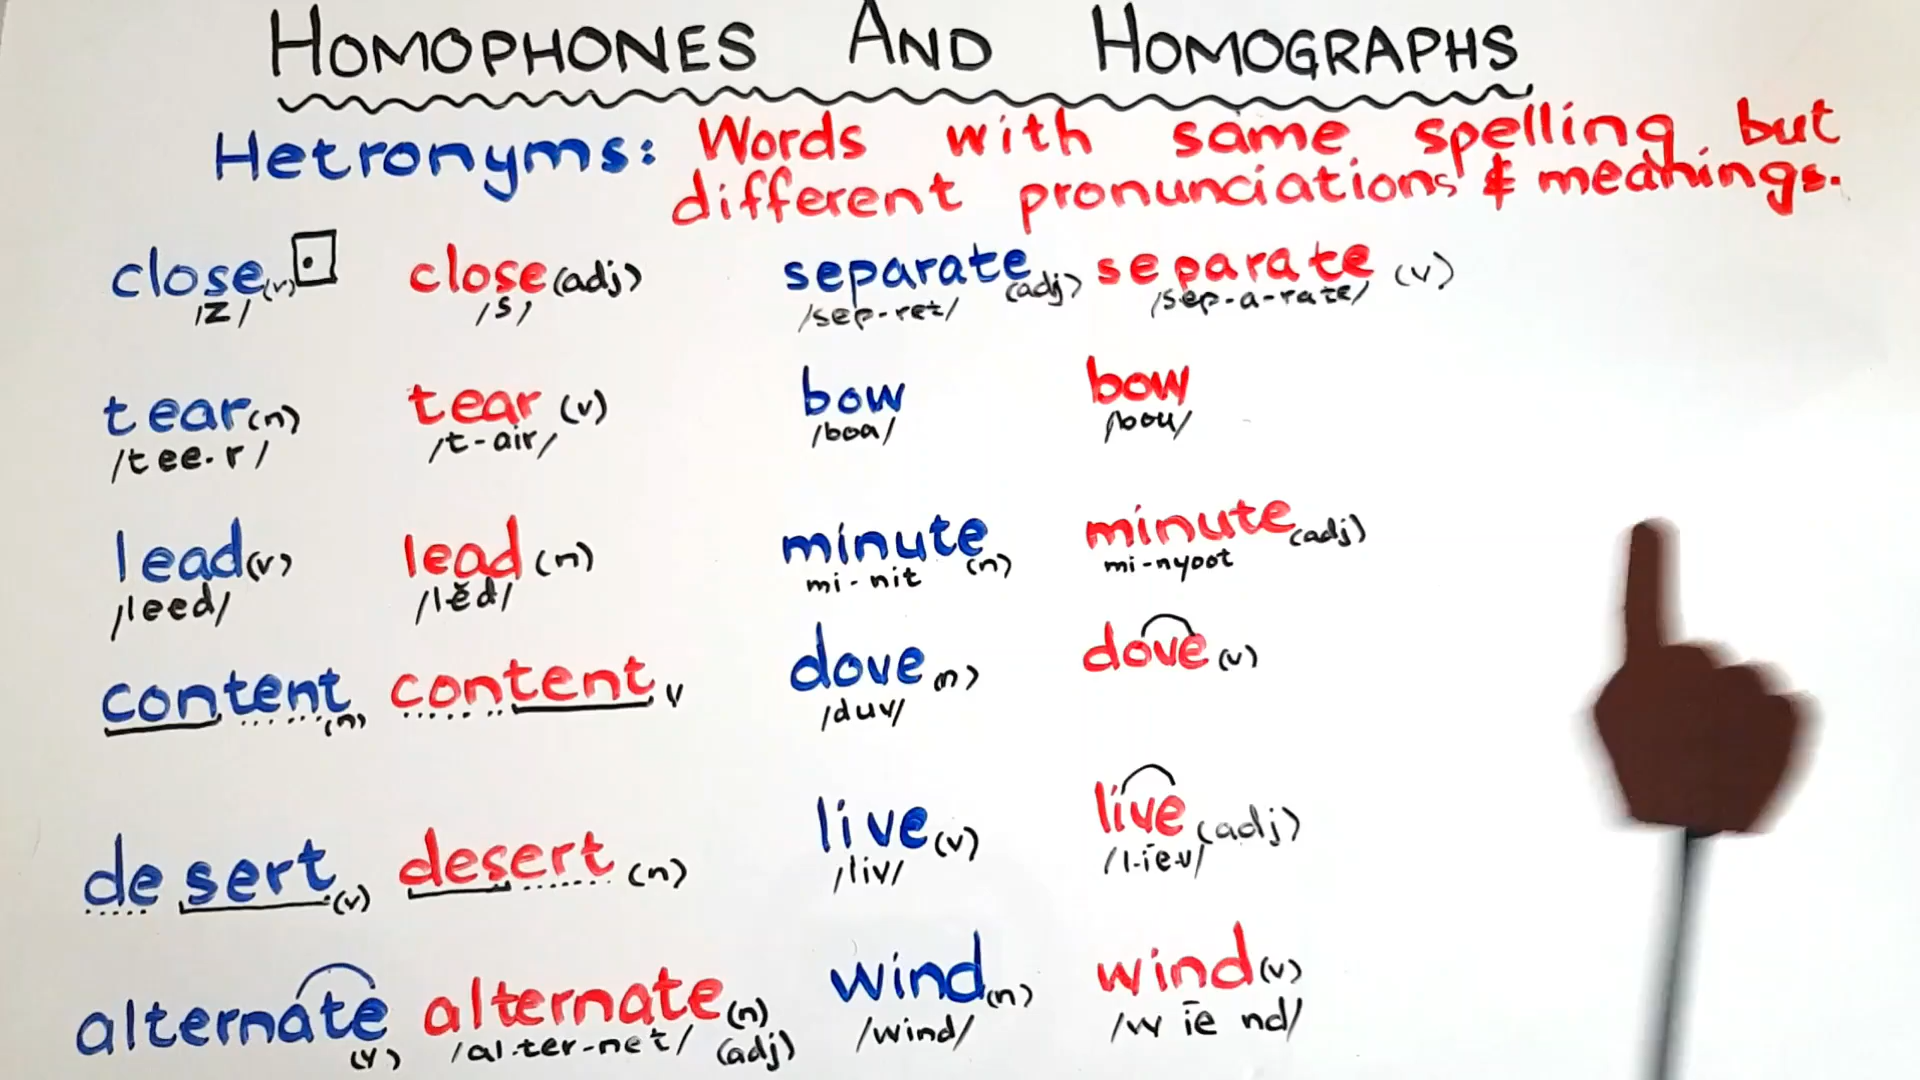 HOMOPHONES AND HOMOGRAPHS
Hetronyms: Words with same spelling but
different pronunciations & meanings.
close (v) close (adj) separate (adj) separate (v)
/z/ /s/ /sep-ret/ /sep-a-rate/
tear (n) tear (v) bow bow
/tee.r/ /t-air/ /boa/ /bou/
lead (v) lead (n) minute (n) minute (adj)
/leed/ /lĕd/ mi-nit mi-nyoot
content (n) content v dove (n) dove (v)
/duv/
desert (v) desert (n) live (v) live (adj)
/liv/ /l-īe-v/
alternate (v) alternate (n) (adj) wind (n) wind (v)
/al-ter-net/ /wind/ /w īe nd/